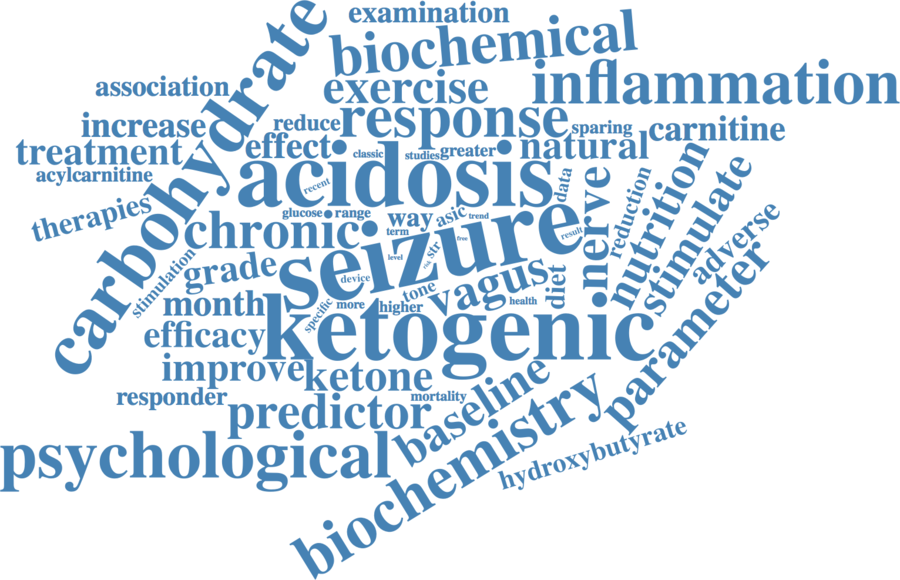 examination
biochemical
carbohydrate
inflammation
association
exercise
increase
reduce
response
sparing
carnitine
treatment
effect
classic
studies
greater
natural
acylcarnitine
acidosis
recent
data
nerve
reduction
nutrition
stimulate
therapies
chronic
glucose
range
way
asic
trend
adverse
term
seizure
result
free
level
str
stimulation
grade
device
vagus
diet
parameter
month
specific
more
tone
higher
health
efficacy
ketogenic
improve
ketone
responder
mortality
predictor
baseline
psychological
biochemistry
hydroxybutyrate